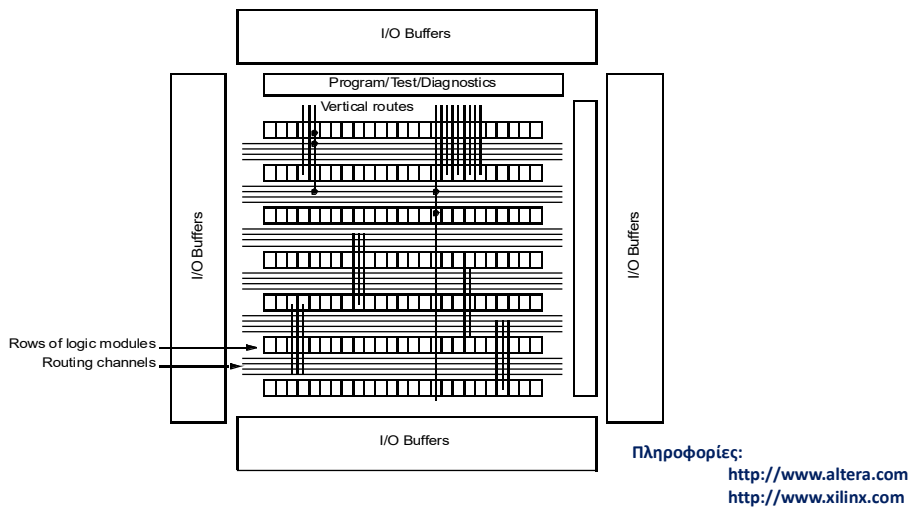 I/O Buffers
Program/Test/Diagnostics
Vertical routes
I/O Buffers
I/O Buffers
Rows of logic modules
Routing channels
I/O Buffers
Πληροφορίες:
http://www.altera.com
http://www.xilinx.com